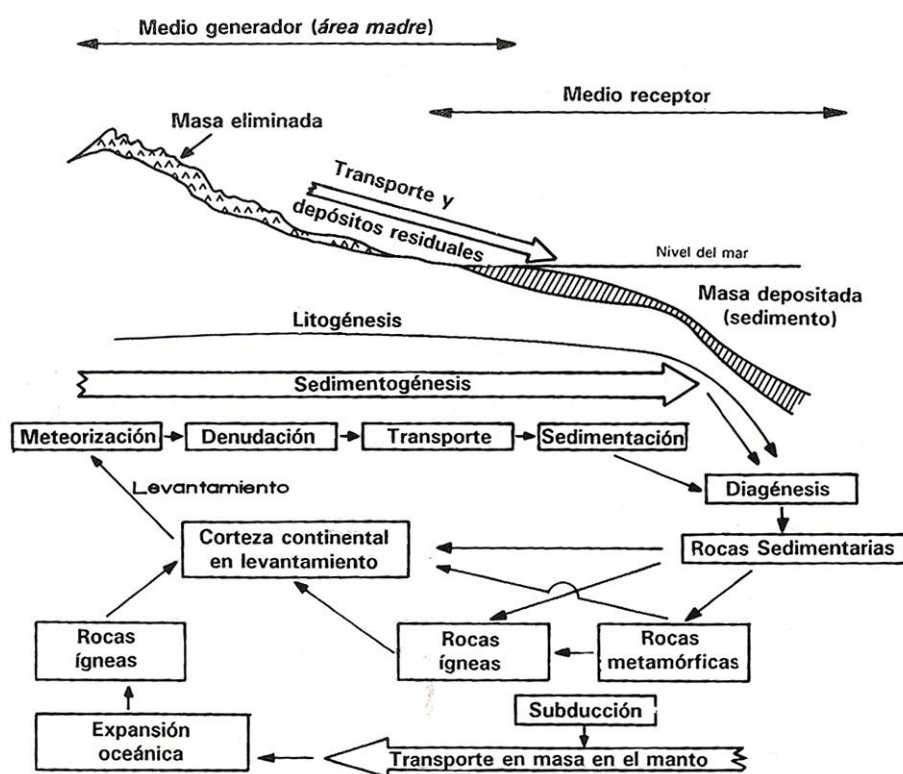 Medio generador (área madre)
Medio receptor
Masa eliminada
Transporte y
depósitos residuales
Nivel del mar
Masa depositada
(sedimento)
Litogénesis
Sedimentogénesis
Meteorización
Denudación
Transporte
Sedimentación
Levantamiento
Diagénesis
Corteza continental
en levantamiento
Rocas Sedimentarias
Rocas
ígneas
Rocas
ígneas
Rocas
metamórficas
Subducción
Expansión
oceánica
Transporte en masa en el manto